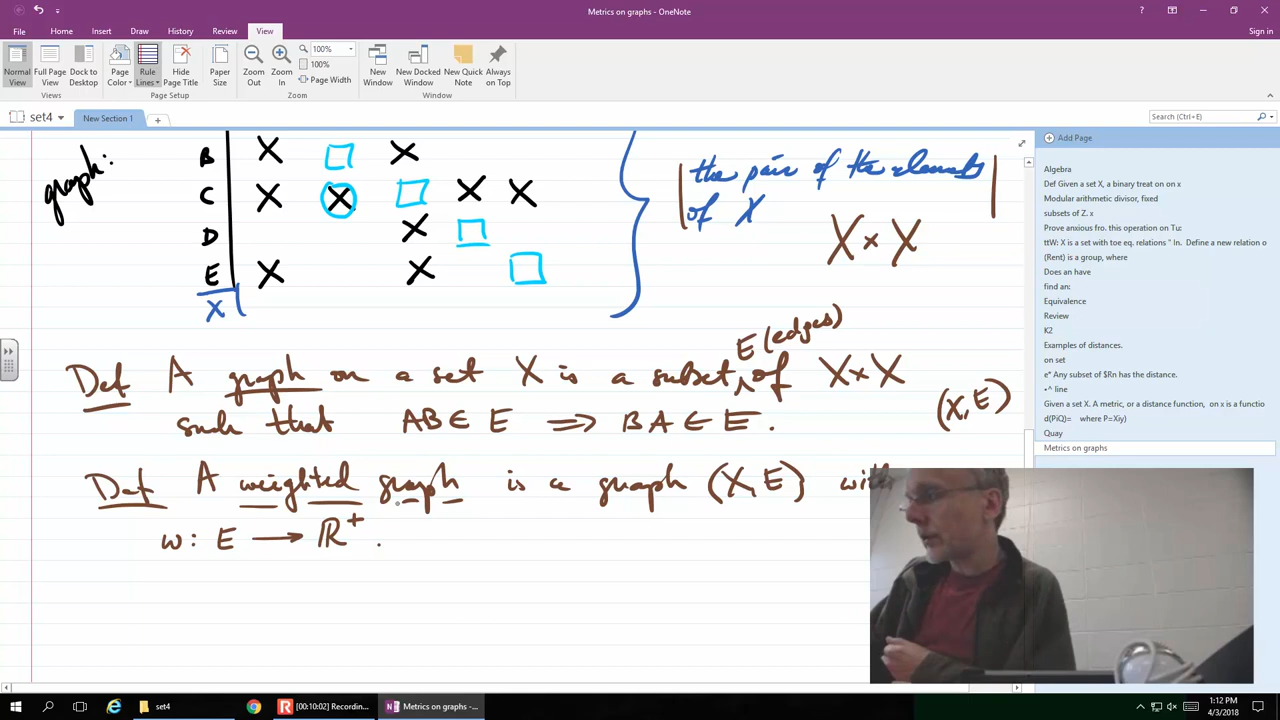 Metrics on graphs - OneNote
Sign in
File Home Insert Draw History Review View
Normal View
Full Page View
Dock to Desktop
Page Color
Rule Lines
Hide Page Title
Paper Size
Zoom Out
Zoom In
100%
100%
Page Width
New Window
New Docked Window
New Quick Note
Always on Top
Views Page Setup Zoom Window
set4 New Section 1 Search (Ctrl+E)
graph:
B X X
C X X X X
D X
E X X
X
the pair of the elements
of X
X × X
Def A graph on a set X is a subset E (edges) of X × X
such that AB ∈ E ⟹ BA ∈ E. (X, E)
Def A weighted graph is a graph (X, E) with
w: E → ℝ⁺.
Add Page
Algebra
Def Given a set X, a binary treat on on x
Modular arithmetic divisor, fixed
subsets of Z. x
Prove anxious fro. this operation on Tu:
ttW: X is a set with toe eq. relations " In. Define a new relation o
(Rent) is a group, where
Does an have
find an:
Equivalence
Review
K2
Examples of distances.
on set
e* Any subset of $Rn has the distance.
•^ line
Given a set X. A metric, or a distance function, on x is a functio
d(PiQ)= where P=Xiy)
Quay
Metrics on graphs
set4
[00:10:02] Recordin...
Metrics on graphs -...
1:12 PM
4/3/2018